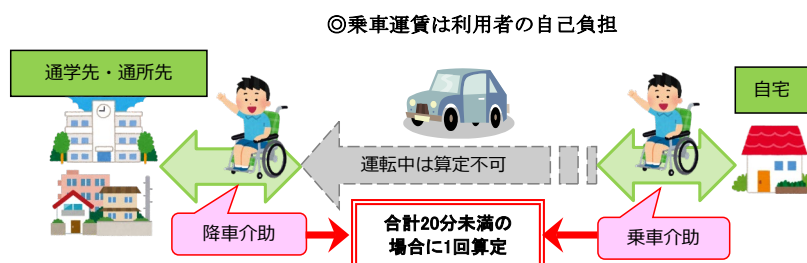 ◎乗車運賃は利用者の自己負担
通学先・通所先
自宅
運転中は算定不可
降車介助
合計20分未満の
場合に1回算定
乗車介助